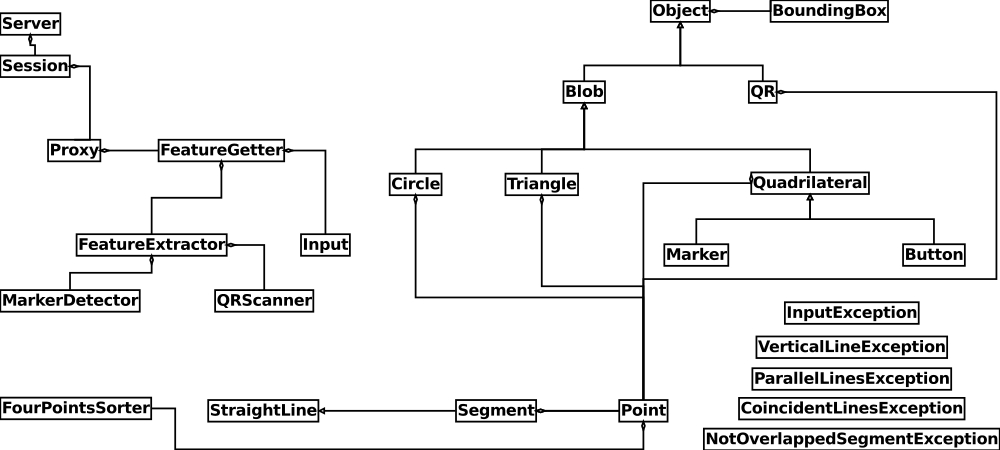 Object
BoundingBox
Server
Session
Blob
QR
Proxy
FeatureGetter
Circle
Triangle
Quadrilateral
FeatureExtractor
Input
Marker
Button
MarkerDetector
QRScanner
InputException
VerticalLineException
ParallelLinesException
FourPointsSorter
StraightLine
Segment
Point
CoincidentLinesException
NotOverlappedSegmentException